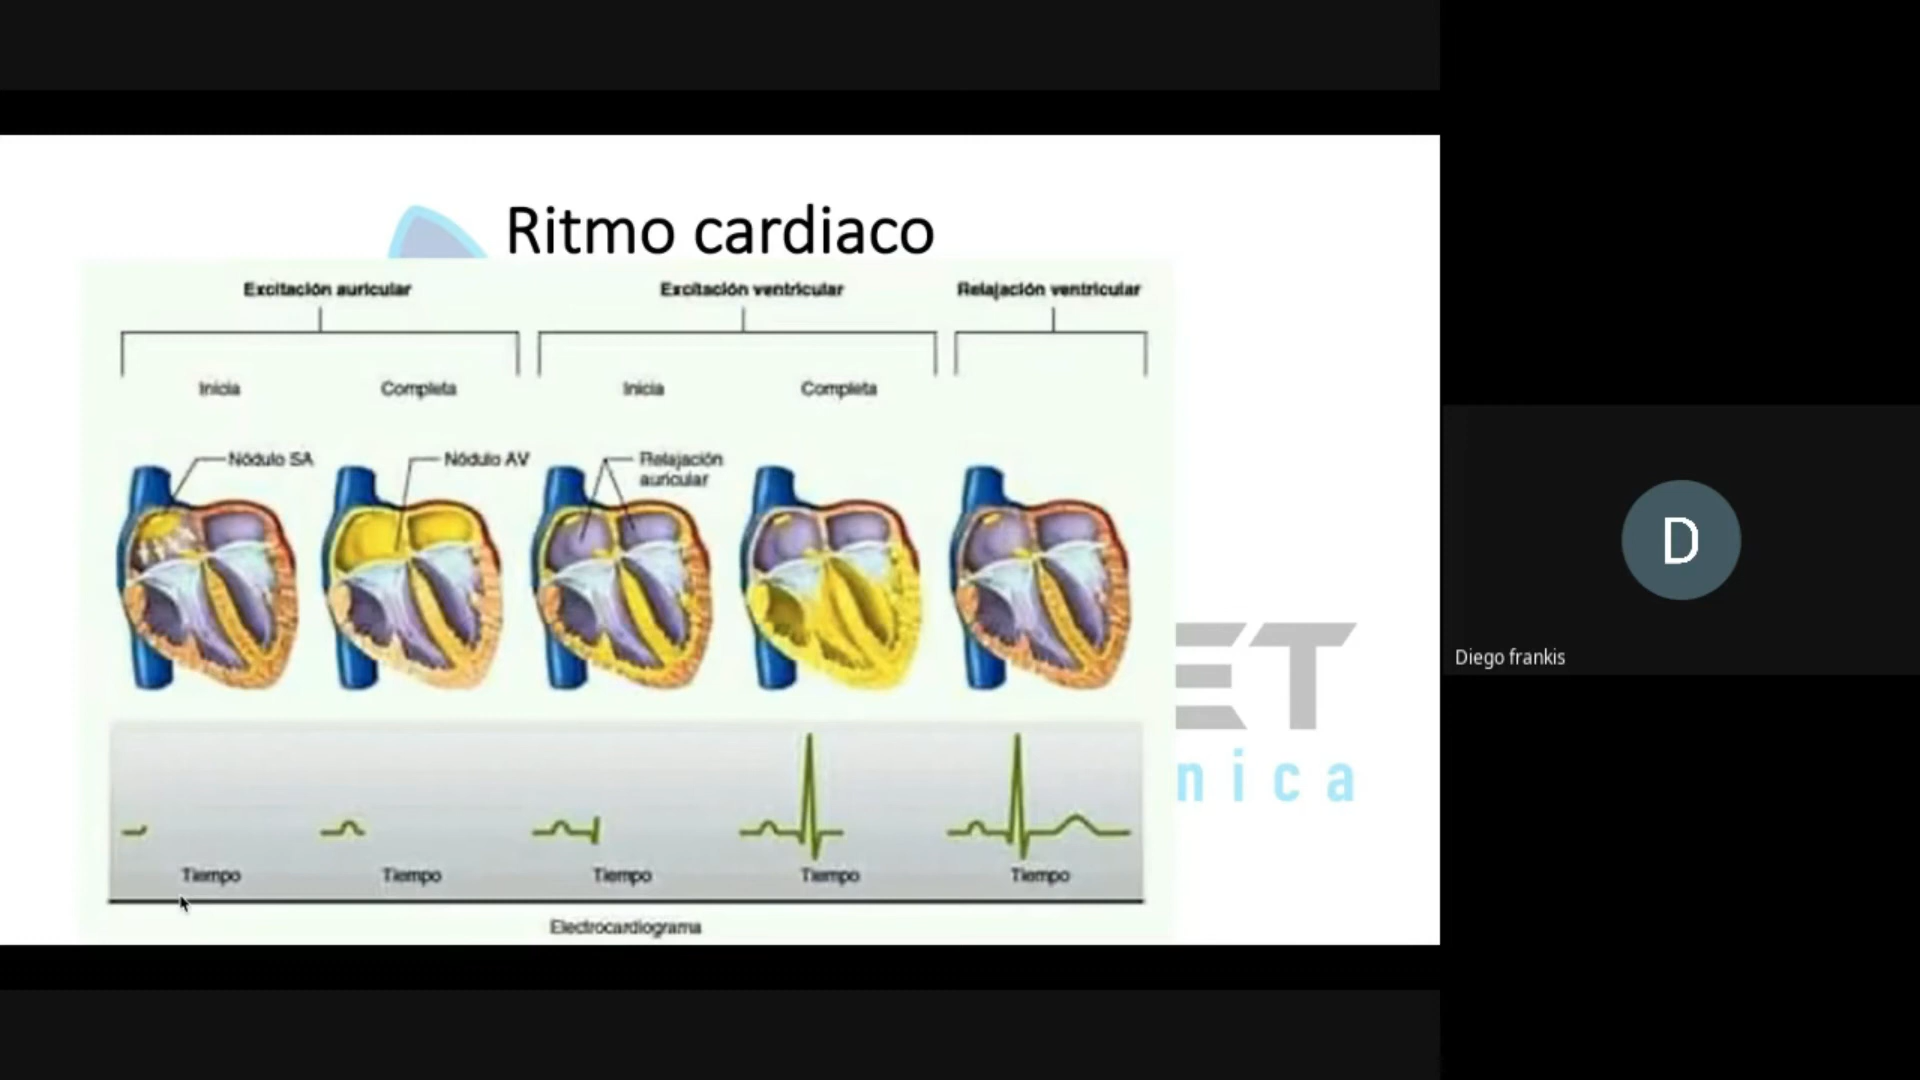 Ritmo cardiaco
Excitación auricular
Excitación ventricular
Relajación ventricular
Inicia
Completa
Inicia
Completa
Nódulo SA
Nódulo AV
Relajación
auricular
ET
nica
Tiempo
Tiempo
Tiempo
Tiempo
Tiempo
Electrocardiograma
D
Diego frankis